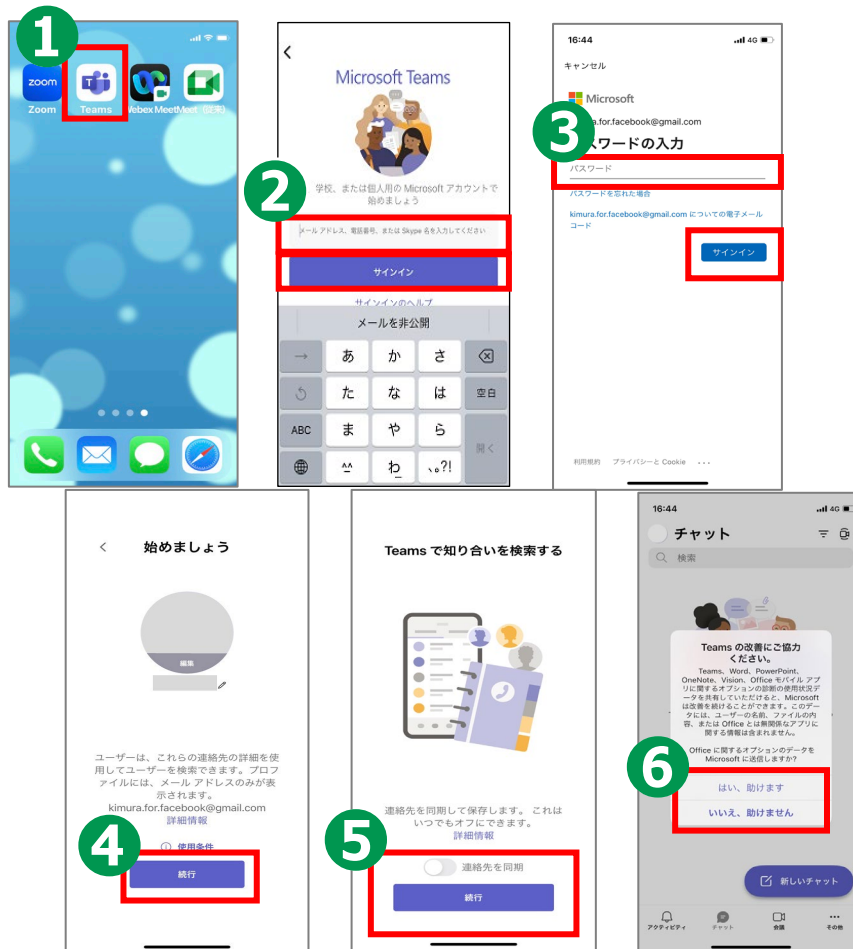 1
zoom
Zoom
Teams
Webex Meet
Meet (従来)
Microsoft Teams
2
学校、または個人用の Microsoft アカウントで
始めましょう
メール アドレス、電話番号、または Skype 名を入力してください
サインイン
サインインのヘルプ
メールを非公開
→ あ か さ
た な は 空白
ABC ま や ら
^^ わ_ 、。?! 開く
16:44 4G
キャンセル
Microsoft
a.for.facebook@gmail.com
3
スワードの入力
パスワード
パスワードを忘れた場合
kimura.for.facebook@gmail.com についての電子メール
コード
サインイン
利用規約 プライバシーと Cookie ...
始めましょう
編集
ユーザーは、これらの連絡先の詳細を使
用してユーザーを検索できます。プロフ
ァイルには、メール アドレスのみが表
示されます。
kimura.for.facebook@gmail.com
詳細情報
使用条件
4
続行
Teams で知り合いを検索する
連絡先を同期して保存します。 これは
いつでもオフにできます。
詳細情報
5
連絡先を同期
続行
16:44 4G
チャット
検索
Teams の改善にご協力
ください。
Teams、Word、PowerPoint、
OneNote、Vision、Office モバイル アプ
リに関するオプションの診断の使用状況デ
ータを共有していただけると、Microsoft
は改善を続けることができます。このデー
タには、ユーザーの名前、ファイルの内
容、または Office とは無関係なアプリに
関する情報は含まれません。
Office に関するオプションのデータを
Microsoft に送信しますか?
6
はい、助けます
いいえ、助けません
新しいチャット
アクティビティ チャット 会議 その他